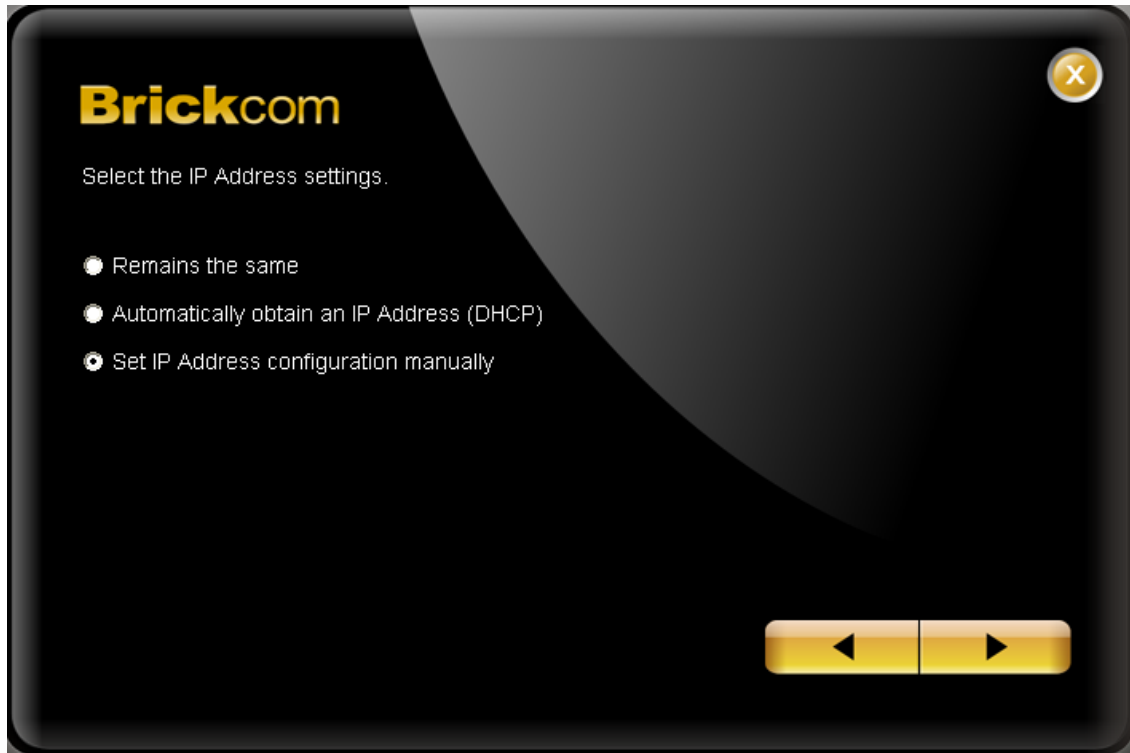 Brickcom
X
Select the IP Address settings.
Remains the same
Automatically obtain an IP Address (DHCP)
Set IP Address configuration manually